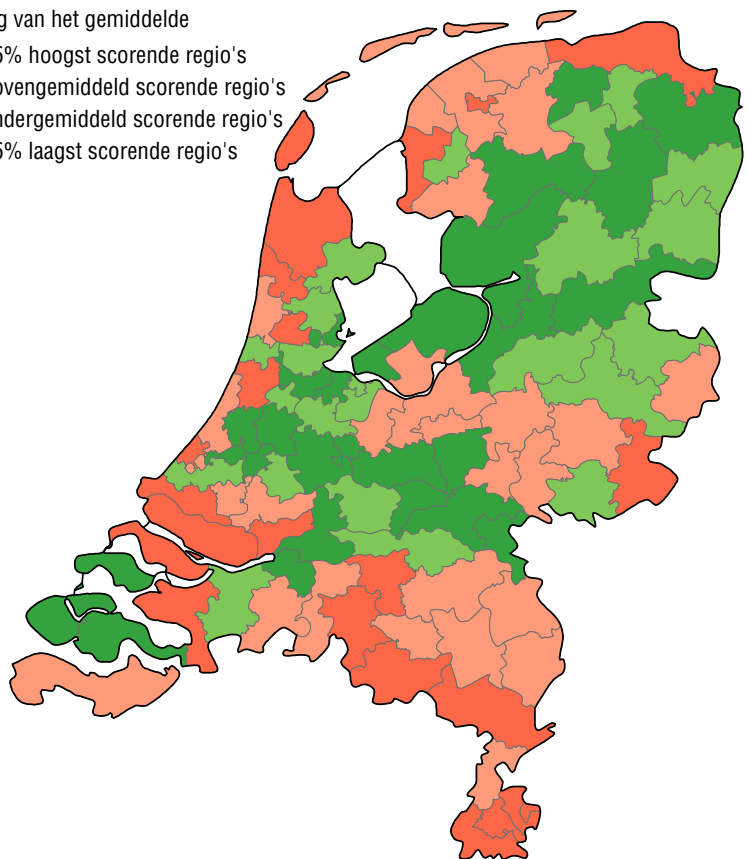 g van het gemiddelde
5% hoogst scorende regio's
ovengemiddeld scorende regio's
ndergemiddeld scorende regio's
5% laagst scorende regio's